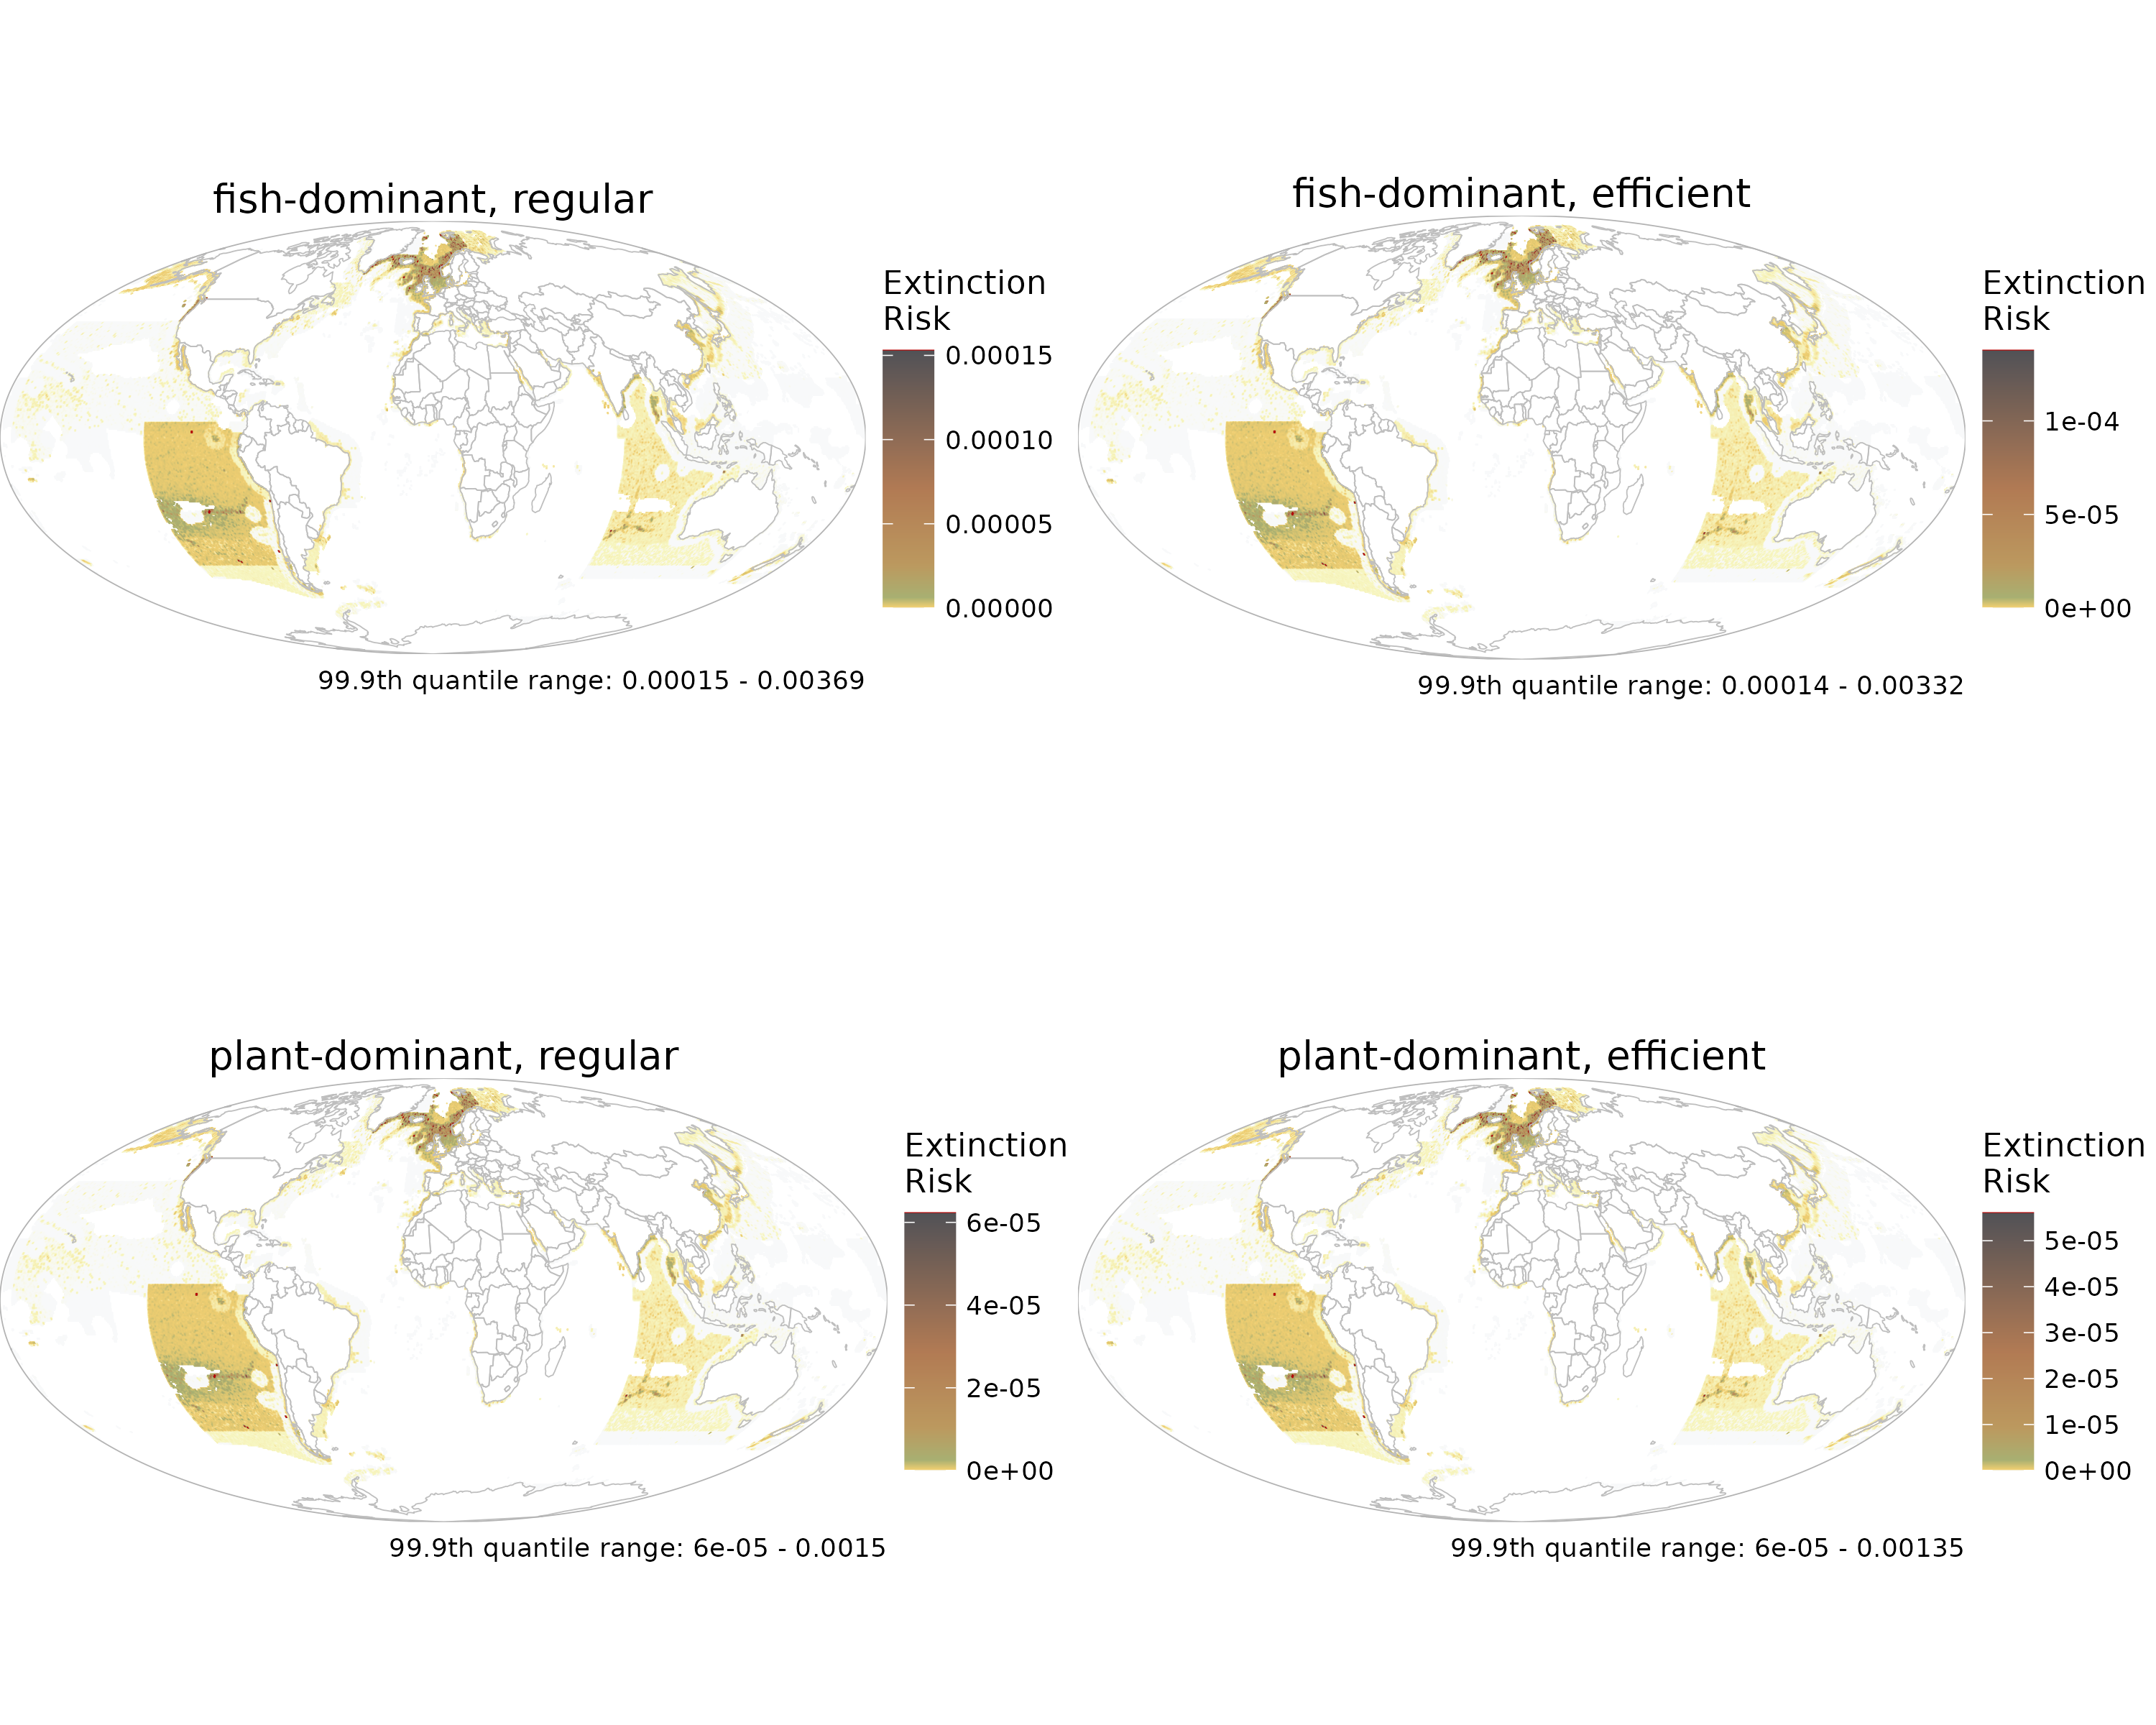 fish-dominant, regular
Extinction
Risk
0.00015
0.00010
0.00005
0.00000
99.9th quantile range: 0.00015 - 0.00369
fish-dominant, efficient
Extinction
Risk
1e-04
5e-05
0e+00
99.9th quantile range: 0.00014 - 0.00332
plant-dominant, regular
Extinction
Risk
6e-05
4e-05
2e-05
0e+00
99.9th quantile range: 6e-05 - 0.0015
plant-dominant, efficient
Extinction
Risk
5e-05
4e-05
3e-05
2e-05
1e-05
0e+00
99.9th quantile range: 6e-05 - 0.00135